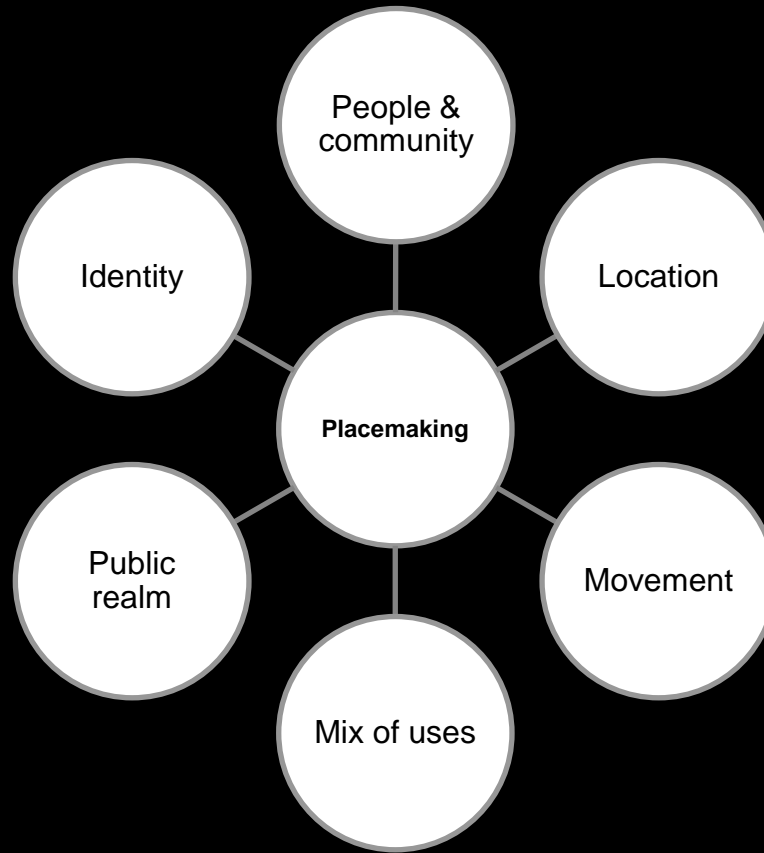 People &
community
Identity
Location
Placemaking
Public
realm
Movement
Mix of uses